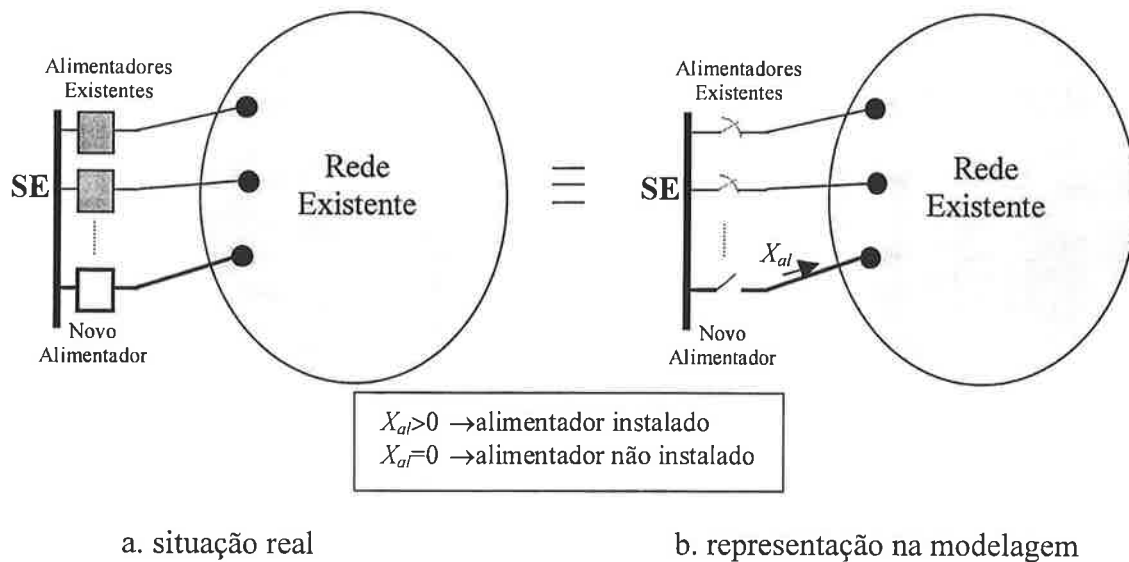 Alimentadores
Existentes
SE
Rede
Existente
Novo
Alimentador
Alimentadores
Existentes
SE
Rede
Existente
X_al
Novo
Alimentador
X_al>0 →alimentador instalado
X_al=0 →alimentador não instalado
a. situação real
b. representação na modelagem